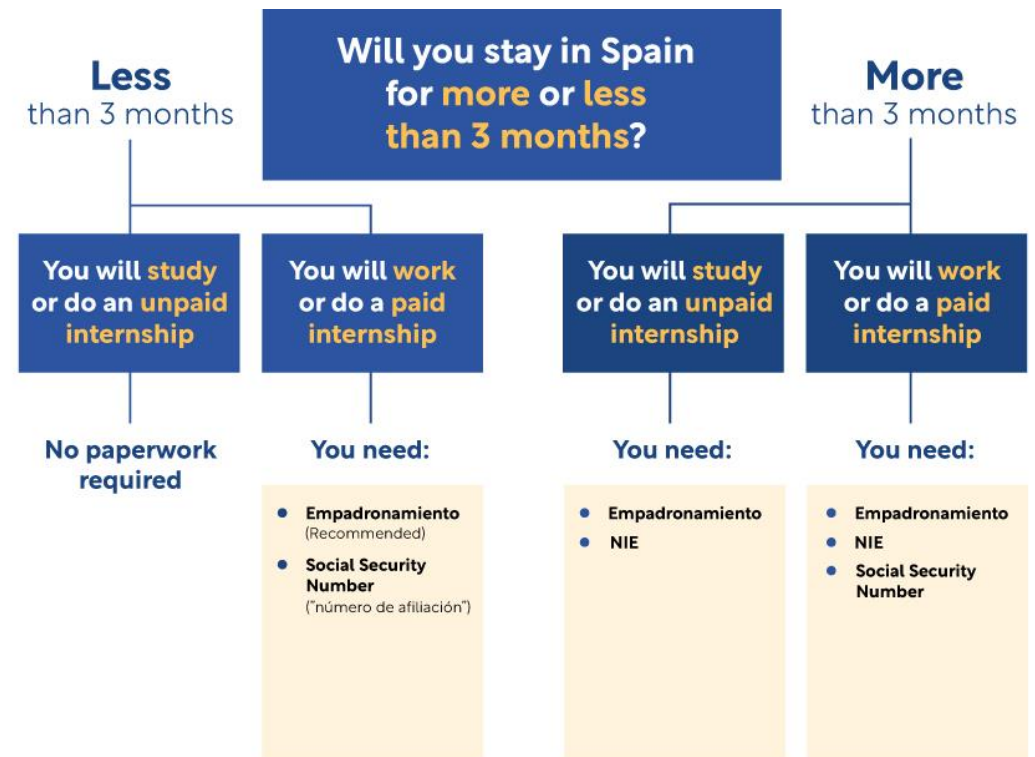 Will you stay in Spain
for more or less
than 3 months?
Less
than 3 months
More
than 3 months
You will study
or do an unpaid
internship
You will work
or do a paid
internship
You will study
or do an unpaid
internship
You will work
or do a paid
internship
No paperwork
required
You need:
Empadronamiento
(Recommended)
Social Security
Number
("número de afiliación")
You need:
Empadronamiento
NIE
You need:
Empadronamiento
NIE
Social Security
Number